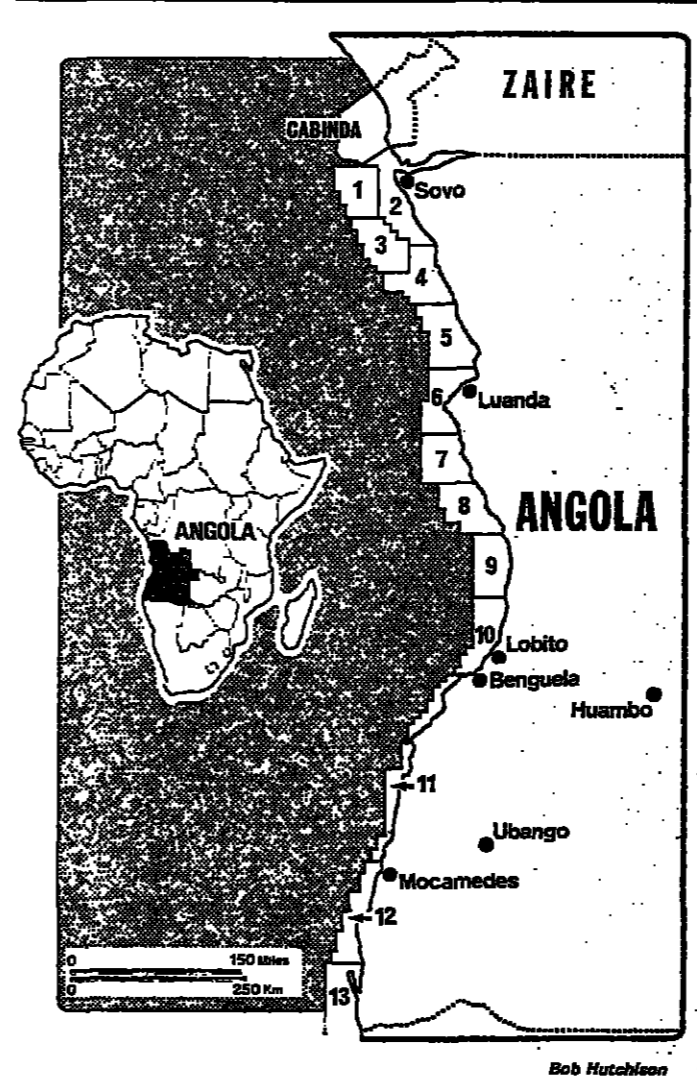 ZAIRE
CABINDA
1
Sovo
2
3
4
5
6
Luanda
7
8
ANGOLA
9
ANGOLA
10
Lobito
Benguela
Huambo
11
Ubango
Mocamedes
12
0 150 Miles
0 250 Km
13
Bob Hutchison